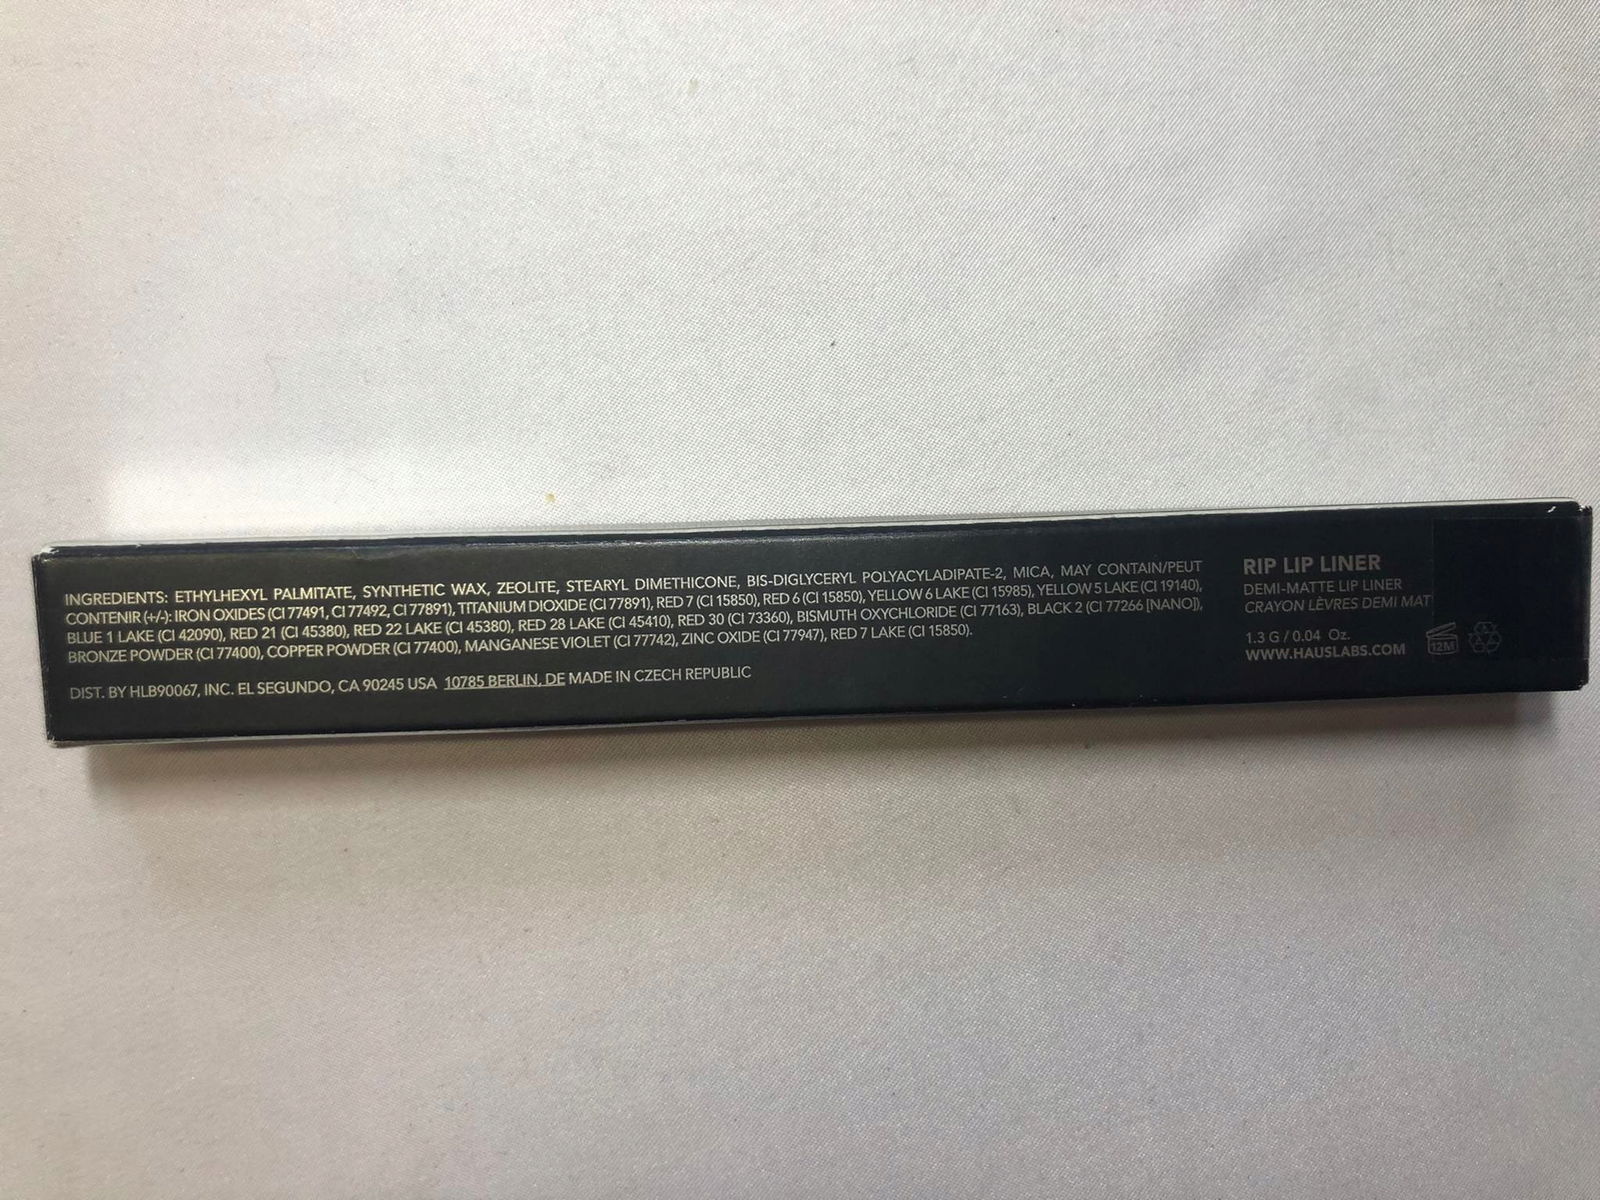 INGREDIENTS: ETHYLHEXYL PALMITATE, SYNTHETIC WAX, ZEOLITE, STEARYL DIMETHICONE, BIS-DIGLYCERYL POLYACYLADIPATE-2, MICA, MAY CONTAIN/PEUT
CONTENIR (+/-): IRON OXIDES (CI 77491, CI 77492, CI 77891), TITANIUM DIOXIDE (CI 77891), RED 7 (CI 15850), RED 6 (CI 15850), YELLOW 6 LAKE (CI 15985), YELLOW 5 LAKE (CI 19140),
BLUE 1 LAKE (CI 42090), RED 21 (CI 45380), RED 22 LAKE (CI 45380), RED 28 LAKE (CI 45410), RED 30 (CI 73360), BISMUTH OXYCHLORIDE (CI 77163), BLACK 2 (CI 77266 [NANO]),
BRONZE POWDER (CI 77400), COPPER POWDER (CI 77400), MANGANESE VIOLET (CI 77742), ZINC OXIDE (CI 77947), RED 7 LAKE (CI 15850).
DIST. BY HLB90067, INC. EL SEGUNDO, CA 90245 USA 10785 BERLIN, DE MADE IN CZECH REPUBLIC
RIP LIP LINER
DEMI-MATTE LIP LINER
CRAYON LÈVRES DEMI MAT
1.3 G / 0.04 Oz.
WWW.HAUSLABS.COM
12M